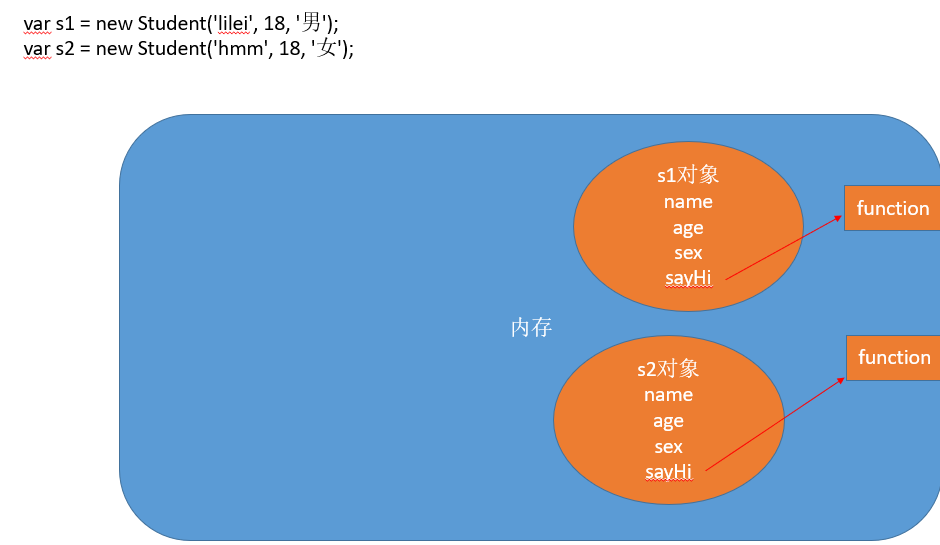 var s1 = new Student('lilei', 18, '男');
var s2 = new Student('hmm', 18, '女');
s1对象
name
age
sex
sayHi
function
内存
s2对象
name
age
sex
sayHi
function